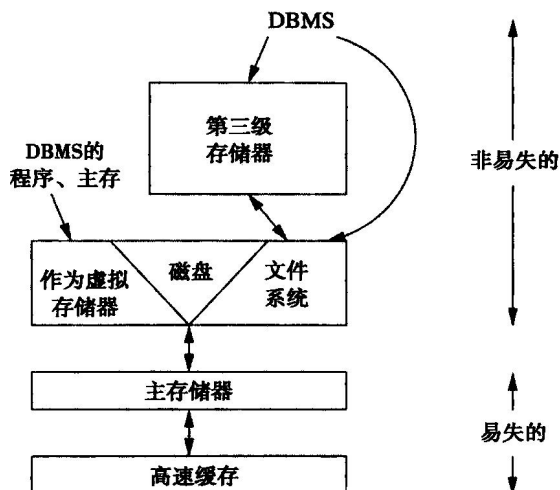 DBMS
第三级
存储器
DBMS的
程序、主存
非易失的
作为虚拟
存储器
磁盘
文件
系统
主存储器
易失的
高速缓存